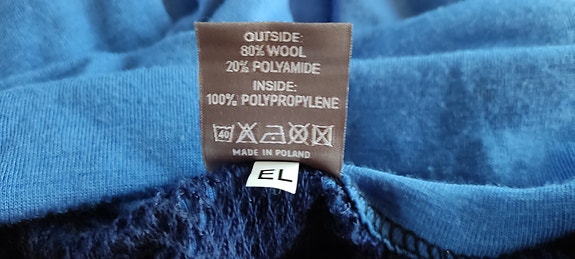 OUTSIDE:
80% WOOL
20% POLYAMIDE
INSIDE:
100% POLYPROPYLENE
40
MADE IN POLAND
EL